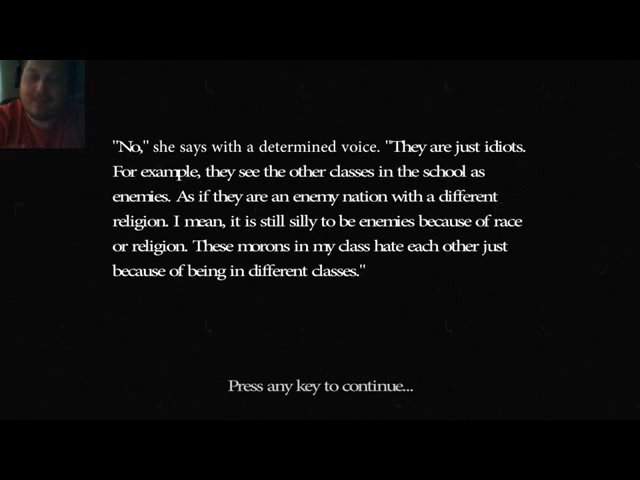 "No," she says with a determined voice. "They are just idiots.
For example, they see the other classes in the school as
enemies. As if they are an enemy nation with a different
religion. I mean, it is still silly to be enemies because of race
or religion. These morons in my class hate each other just
because of being in different classes."
Press any key to continue...